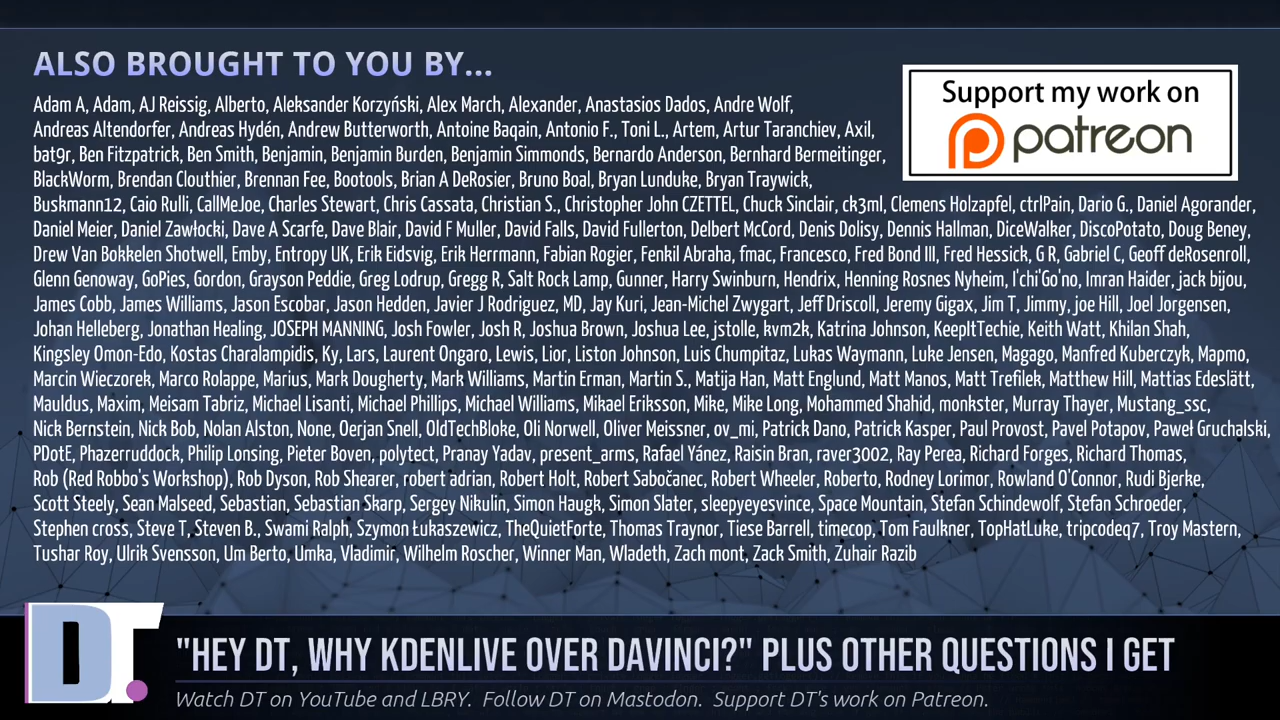 ALSO BROUGHT TO YOU BY...
Adam A, Adam, AJ Reissig, Alberto, Aleksander Korzyński, Alex March, Alexander, Anastasios Dados, Andre Wolf,
Andreas Altendorfer, Andreas Hydén, Andrew Butterworth, Antoine Baqain, Antonio F., Toni L., Artem, Artur Taranchiev, Axil,
bat9r, Ben Fitzpatrick, Ben Smith, Benjamin, Benjamin Burden, Benjamin Simmonds, Bernardo Anderson, Bernhard Bermeitinger,
BlackWorm, Brendan Clouthier, Brennan Fee, Bootools, Brian A DeRosier, Bruno Boal, Bryan Lunduke, Bryan Traywick,
Buskmann12, Caio Rulli, CallMeJoe, Charles Stewart, Chris Cassata, Christian S., Christopher John CZETTEL, Chuck Sinclair, ck3ml, Clemens Holzapfel, ctrlPain, Dario G., Daniel Agorander,
Daniel Meier, Daniel Zawłocki, Dave A Scarfe, Dave Blair, David F Muller, David Falls, David Fullerton, Delbert McCord, Denis Dolisy, Dennis Hallman, DiceWalker, DiscoPotato, Doug Beney,
Drew Van Bokkelen Shotwell, Emby, Entropy UK, Erik Eidsvig, Erik Herrmann, Fabian Rogier, Fenkil Abraha, fmac, Francesco, Fred Bond III, Fred Hessick, G R, Gabriel C, Geoff deRosenroll,
Glenn Genoway, GoPies, Gordon, Grayson Peddie, Greg Lodrup, Gregg R, Salt Rock Lamp, Gunner, Harry Swinburn, Hendrix, Henning Rosnes Nyheim, I'chi'Go'no, Imran Haider, jack bijou,
James Cobb, James Williams, Jason Escobar, Jason Hedden, Javier J Rodriguez, MD, Jay Kuri, Jean-Michel Zwygart, Jeff Driscoll, Jeremy Gigax, Jim T, Jimmy, joe Hill, Joel Jorgensen,
Johan Helleberg, Jonathan Healing, JOSEPH MANNING, Josh Fowler, Josh R, Joshua Brown, Joshua Lee, jstolle, kvm2k, Katrina Johnson, KeepItTechie, Keith Watt, Khilan Shah,
Kingsley Omon-Edo, Kostas Charalampidis, Ky, Lars, Laurent Ongaro, Lewis, Lior, Liston Johnson, Luis Chumpitaz, Lukas Waymann, Luke Jensen, Magago, Manfred Kuberczyk, Mapmo,
Marcin Wieczorek, Marco Rolappe, Marius, Mark Dougherty, Mark Williams, Martin Erman, Martin S., Matija Han, Matt Englund, Matt Manos, Matt Trefilek, Matthew Hill, Mattias Edeslätt,
Mauldus, Maxim, Meisam Tabriz, Michael Lisanti, Michael Phillips, Michael Williams, Mikael Eriksson, Mike, Mike Long, Mohammed Shahid, monkster, Murray Thayer, Mustang_ssc,
Nick Bernstein, Nick Bob, Nolan Alston, None, Oerjan Snell, OldTechBloke, Oli Norwell, Oliver Meissner, ov_mi, Patrick Dano, Patrick Kasper, Paul Provost, Pavel Potapov, Paweł Gruchalski,
PDotE, Phazerruddock, Philip Lonsing, Pieter Boven, polytect, Pranay Yadav, present_arms, Rafael Yánez, Raisin Bran, raver3002, Ray Perea, Richard Forges, Richard Thomas,
Rob (Red Robbo's Workshop), Rob Dyson, Rob Shearer, robert adrian, Robert Holt, Robert Sabočanec, Robert Wheeler, Roberto, Rodney Lorimor, Rowland O'Connor, Rudi Bjerke,
Scott Steely, Sean Malseed, Sebastian, Sebastian Skarp, Sergey Nikulin, Simon Haugk, Simon Slater, sleepyeyesvince, Space Mountain, Stefan Schindewolf, Stefan Schroeder,
Stephen cross, Steve T, Steven B., Swami Ralph, Szymon Łukaszewicz, TheQuietForte, Thomas Traynor, Tiese Barrell, timecop, Tom Faulkner, TopHatLuke, tripcodeq7, Troy Mastern,
Tushar Roy, Ulrik Svensson, Um Berto, Umka, Vladimir, Wilhelm Roscher, Winner Man, Wladeth, Zach mont, Zack Smith, Zuhair Razib
Support my work on
patreon
DT.
"HEY DT, WHY KDENLIVE OVER DAVINCI?" PLUS OTHER QUESTIONS I GET
Watch DT on YouTube and LBRY. Follow DT on Mastodon. Support DT's work on Patreon.